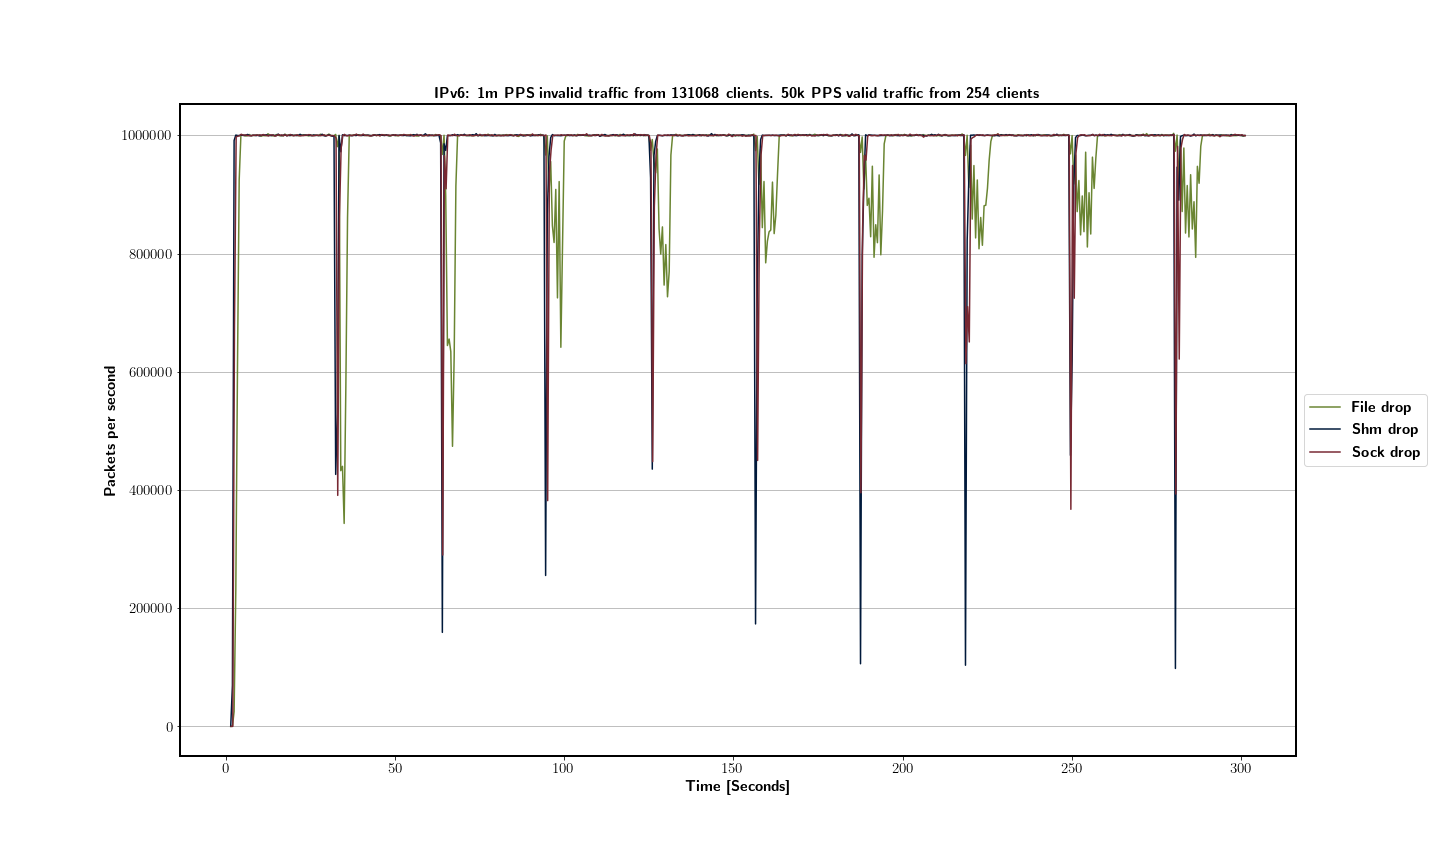 IPv6: 1m PPS invalid traffic from 131068 clients. 50k PPS valid traffic from 254 clients
1000000
800000
600000
400000
200000
0
Packets per second
0 50 100 150 200 250 300
Time [Seconds]
File drop
Shm drop
Sock drop